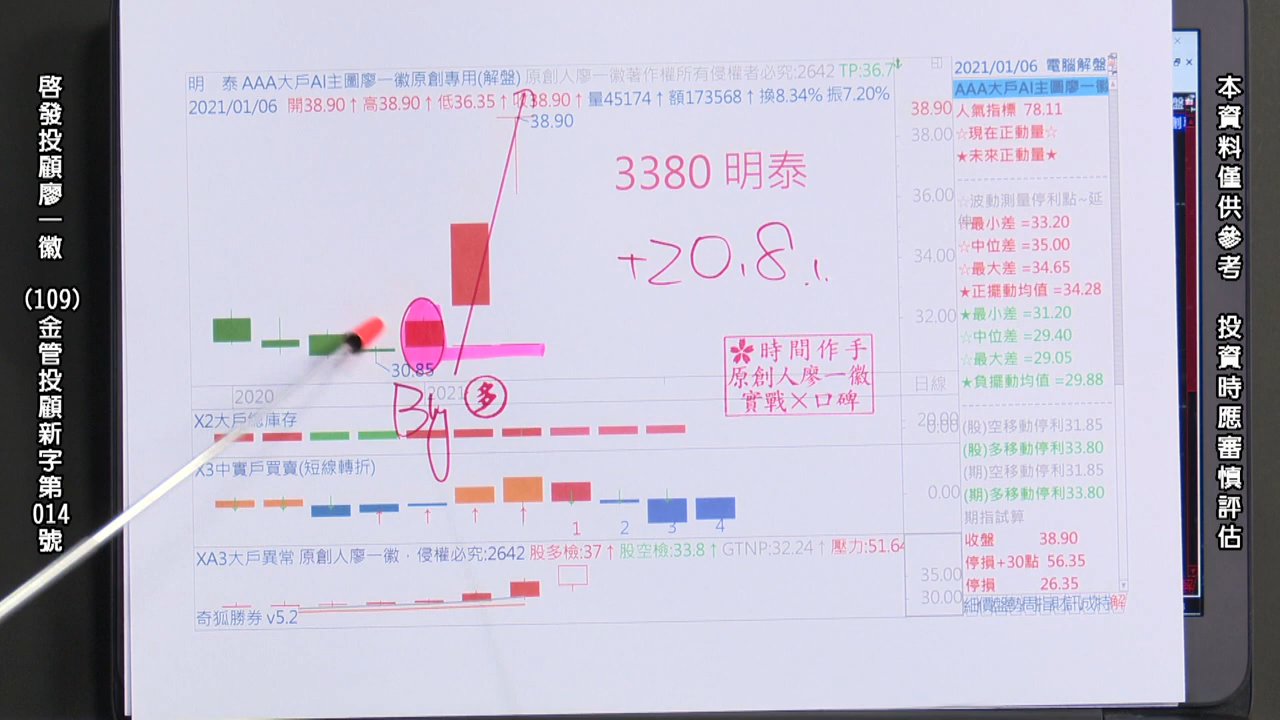 啓發投顧廖一徽
(109)金管投顧新字第014號
明　泰 AAA大戶AI主圖廖一徽原創專用(解盤) 原創人廖一徽著作權所有侵權者必究:2642 TP:36.7
2021/01/06 開38.90↑高38.90↑低36.35↑收38.90↑量45174↑額173568↑換8.34%振7.20%
38.90
3380 明泰
+20.8
30.85
2020
2021
By 多
✽時間作手
原創人廖一徽
實戰×口碑
38.90
38.00
36.00
34.00
32.00
日線
X2大戶總庫存
20.00
0.00
X3中實戶買賣(短線轉折)
0.00
1 2 3 4
XA3大戶異常 原創人廖一徽．侵權必究:2642 股多檢:37↑股空檢:33.8↑GTNP:32.24↑壓力:51.64
35.00
30.00
奇狐勝券 v5.2
2021/01/06 電腦解盤
AAA大戶AI主圖廖一徽
人氣指標 78.11
☆現在正動量☆
★未來正動量★
☆波動測量停利點~延伸
☆最小差 =33.20
☆中位差 =35.00
☆最大差 =34.65
★正擺動均值 =34.28
★最小差 =31.20
☆中位差 =29.40
☆最大差 =29.05
★負擺動均值 =29.88
(股)空移動停利31.85
(股)多移動停利33.80
(期)空移動停利31.85
(期)多移動停利33.80
期指試算
收盤 38.90
停損+30點 56.35
停損 26.35
本資料僅供參考 投資時應審慎評估